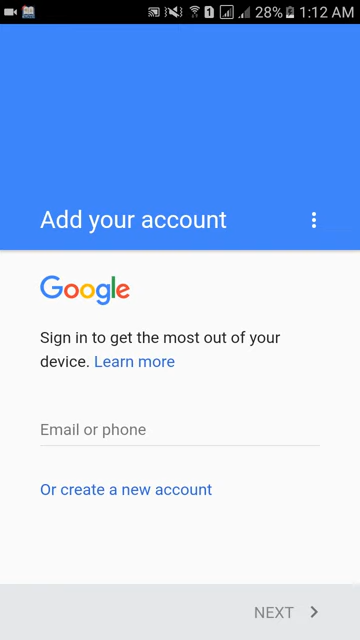 1 28% 1:12 AM
Add your account
Google
Sign in to get the most out of your
device. Learn more
Email or phone
Or create a new account
NEXT